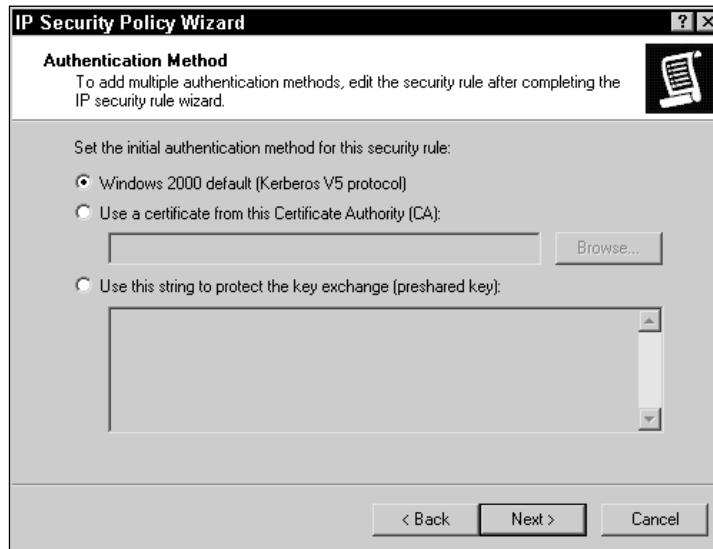 IP Security Policy Wizard
Authentication Method
To add multiple authentication methods, edit the security rule after completing the
IP security rule wizard.
Set the initial authentication method for this security rule:
Windows 2000 default (Kerberos V5 protocol)
Use a certificate from this Certificate Authority (CA):
Browse...
Use this string to protect the key exchange (preshared key):
< Back Next > Cancel